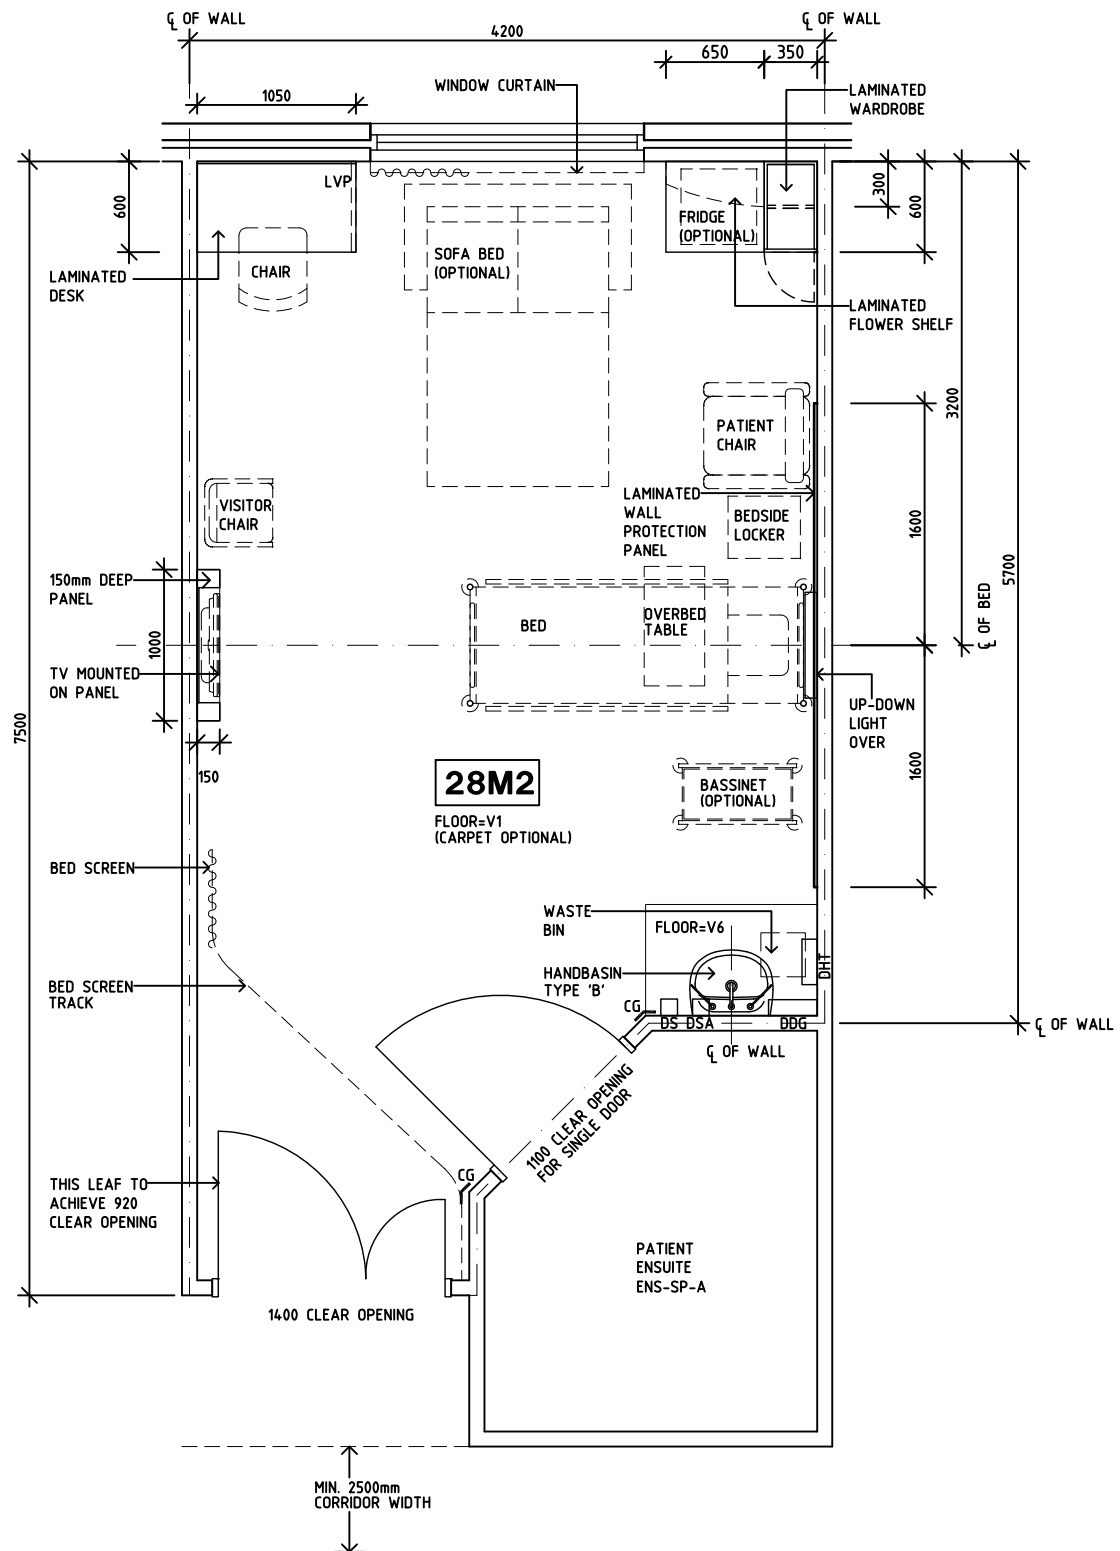 ℄ OF WALL
℄ OF WALL
4200
650
350
WINDOW CURTAIN
LAMINATED
WARDROBE
1050
LVP
600
300
600
FRIDGE
(OPTIONAL)
SOFA BED
(OPTIONAL)
CHAIR
LAMINATED
DESK
LAMINATED
FLOWER SHELF
3200
PATIENT
CHAIR
LAMINATED
WALL
PROTECTION
PANEL
VISITOR
CHAIR
BEDSIDE
LOCKER
1600
5700
150mm DEEP
PANEL
1000
BED
OVERBED
TABLE
℄ OF BED
TV MOUNTED
ON PANEL
UP-DOWN
LIGHT
OVER
7500
150
28M2
BASSINET
(OPTIONAL)
1600
FLOOR=V1
(CARPET OPTIONAL)
BED SCREEN
WASTE
BIN
FLOOR=V6
DHT
HANDBASIN
TYPE 'B'
BED SCREEN
TRACK
CG
DS DSA
DDG
℄ OF WALL
℄ OF WALL
1100 CLEAR OPENING
FOR SINGLE DOOR
CG
THIS LEAF TO
ACHIEVE 920
CLEAR OPENING
PATIENT
ENSUITE
ENS-SP-A
1400 CLEAR OPENING
MIN. 2500mm
CORRIDOR WIDTH